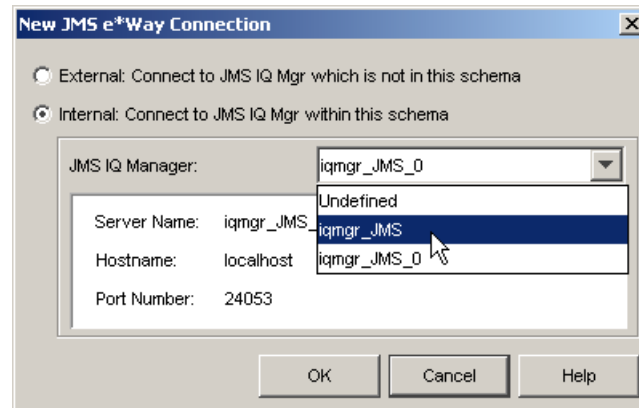 New JMS e*Way Connection
External: Connect to JMS IQ Mgr which is not in this schema
Internal: Connect to JMS IQ Mgr within this schema
JMS IQ Manager: iqmgr_JMS_0
Undefined
Server Name: iqmgr_JMS_ iqmgr_JMS
Hostname: localhost iqmgr_JMS_0
Port Number: 24053
OK Cancel Help